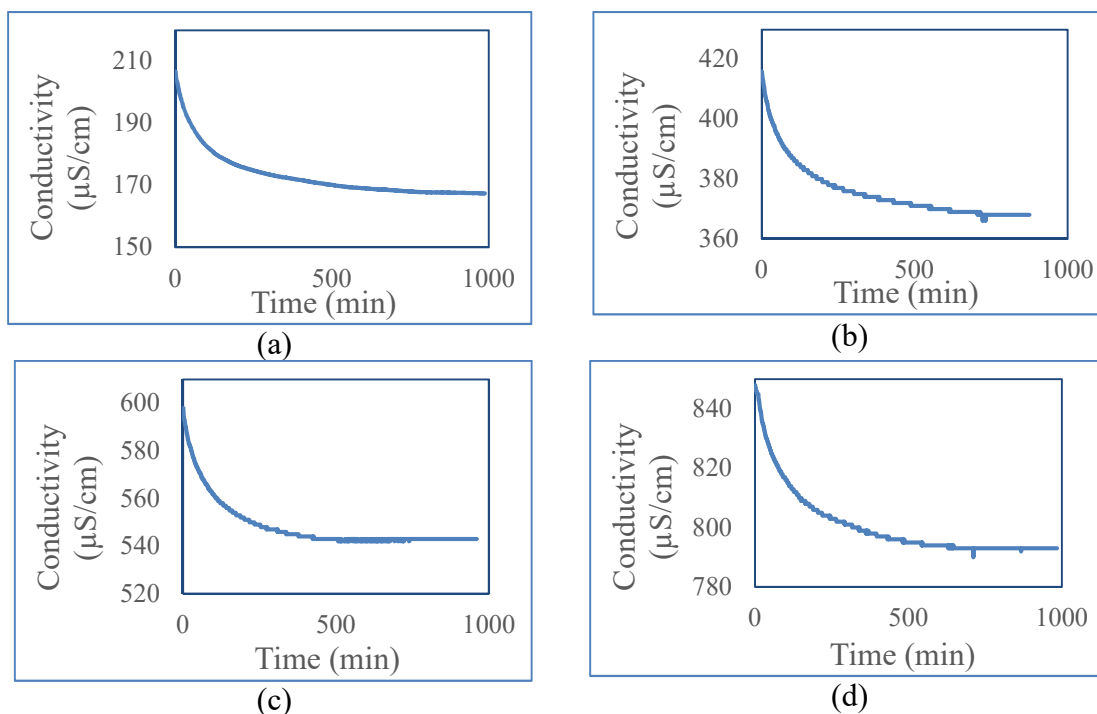 Conductivity
(µS/cm)
210
190
170
150
0
500
1000
Time (min)
(a)
Conductivity
(µS/cm)
420
400
380
360
0
500
1000
Time (min)
(b)
Conductivity
(µS/cm)
600
580
560
540
520
0
500
1000
Time (min)
(c)
Conductivity
(µS/cm)
840
820
800
780
0
500
1000
Time (min)
(d)